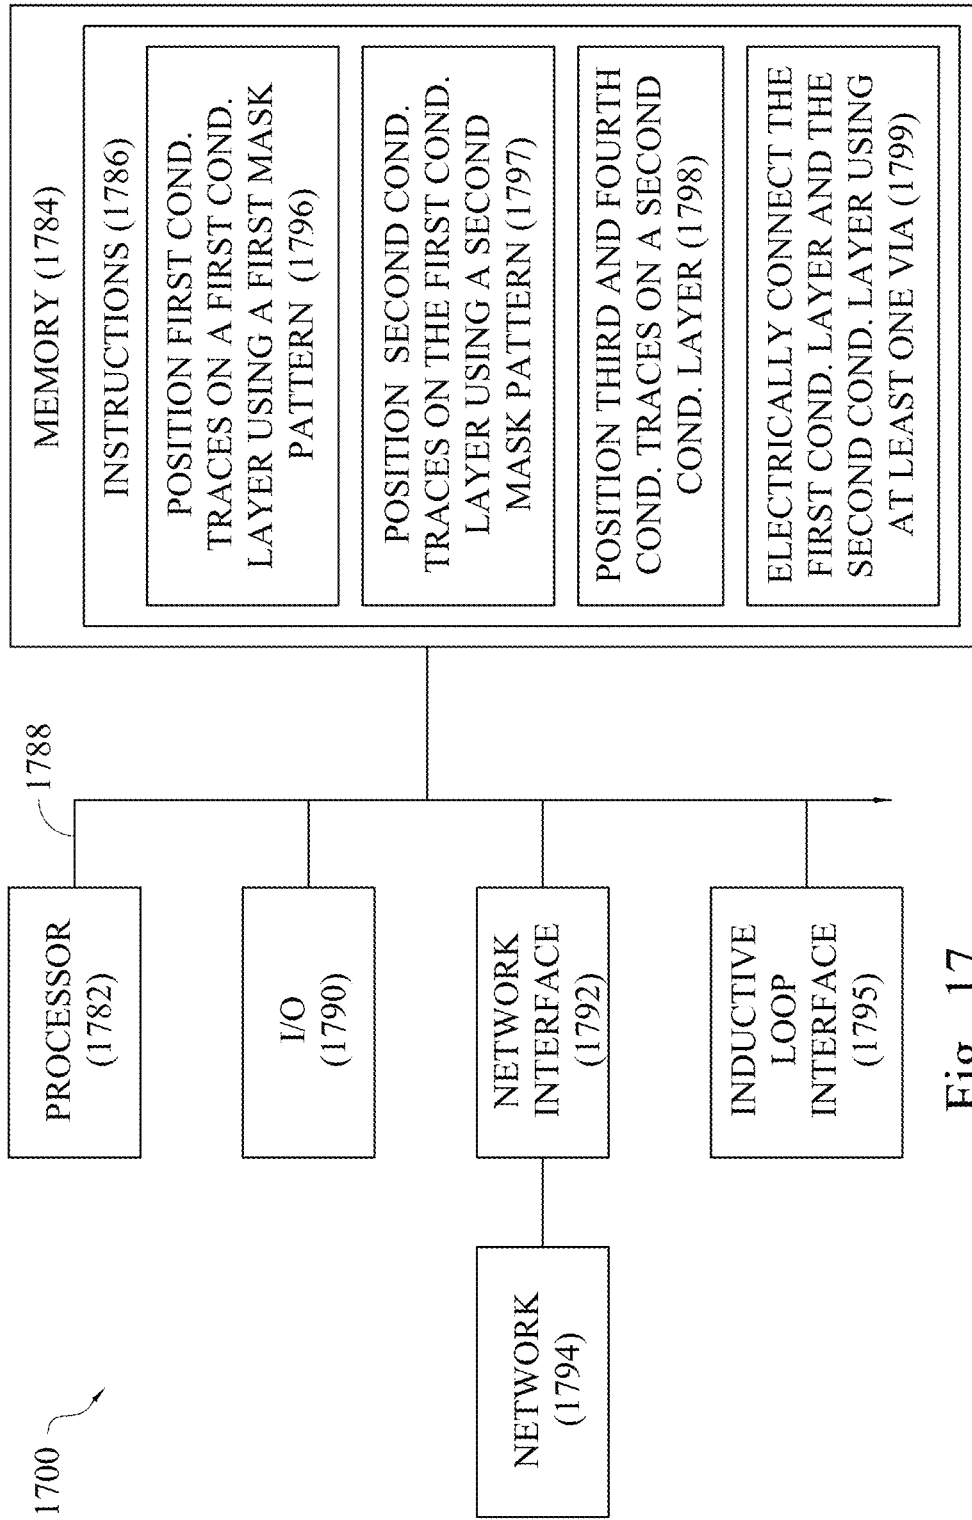 1700
NETWORK
(1794)
PROCESSOR
(1782)
I/O
(1790)
NETWORK
INTERFACE
(1792)
INDUCTIVE
LOOP
INTERFACE
(1795)
1788
MEMORY (1784)
INSTRUCTIONS (1786)
POSITION FIRST COND.
TRACES ON A FIRST COND.
LAYER USING A FIRST MASK
PATTERN (1796)
POSITION SECOND COND.
TRACES ON THE FIRST COND.
LAYER USING A SECOND
MASK PATTERN (1797)
POSITION THIRD AND FOURTH
COND. TRACES ON A SECOND
COND. LAYER (1798)
ELECTRICALLY CONNECT THE
FIRST COND. LAYER AND THE
SECOND COND. LAYER USING
AT LEAST ONE VIA (1799)
Fig. 17